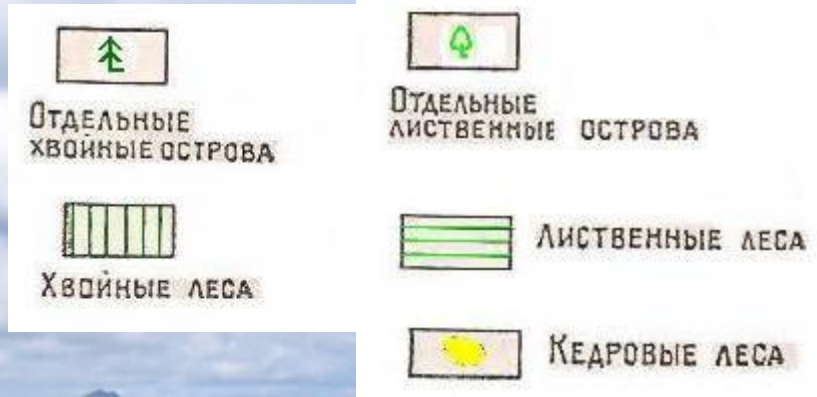 Отдельные
хвойные острова
Хвойные леса
Отдельные
лиственные острова
Лиственные леса
Кедровые леса